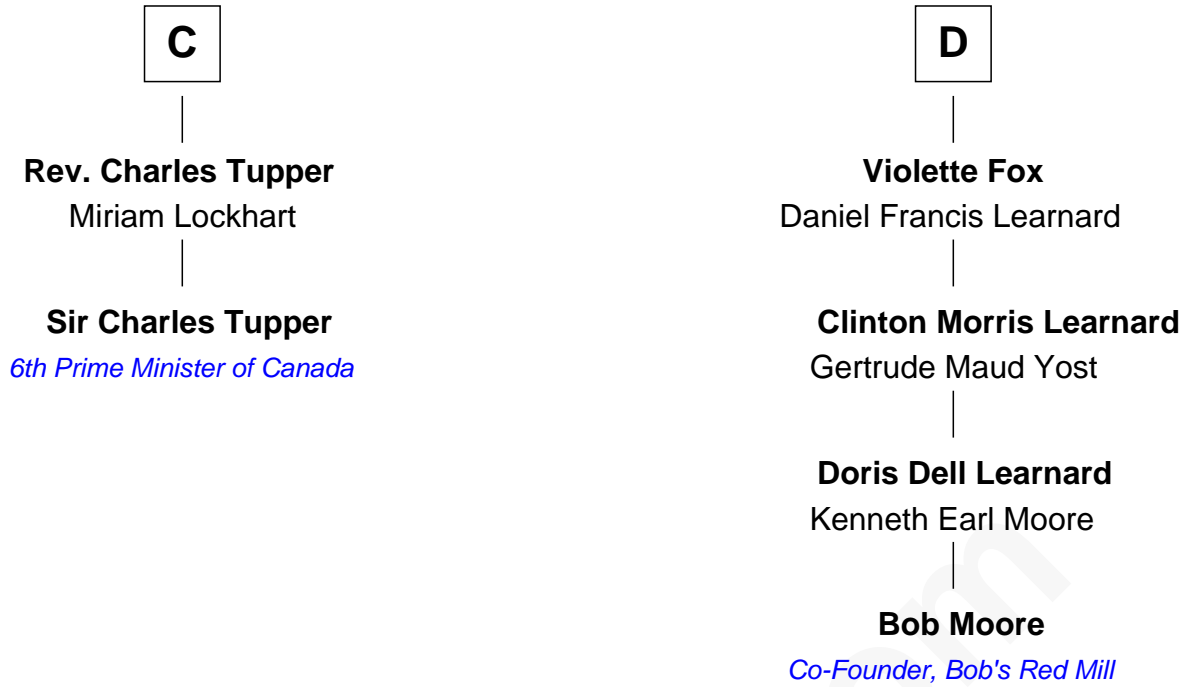 C
Rev. Charles Tupper
Miriam Lockhart
Sir Charles Tupper
6th Prime Minister of Canada
D
Violette Fox
Daniel Francis Learnard
Clinton Morris Learnard
Gertrude Maud Yost
Doris Dell Learnard
Kenneth Earl Moore
Bob Moore
Co-Founder, Bob's Red Mill